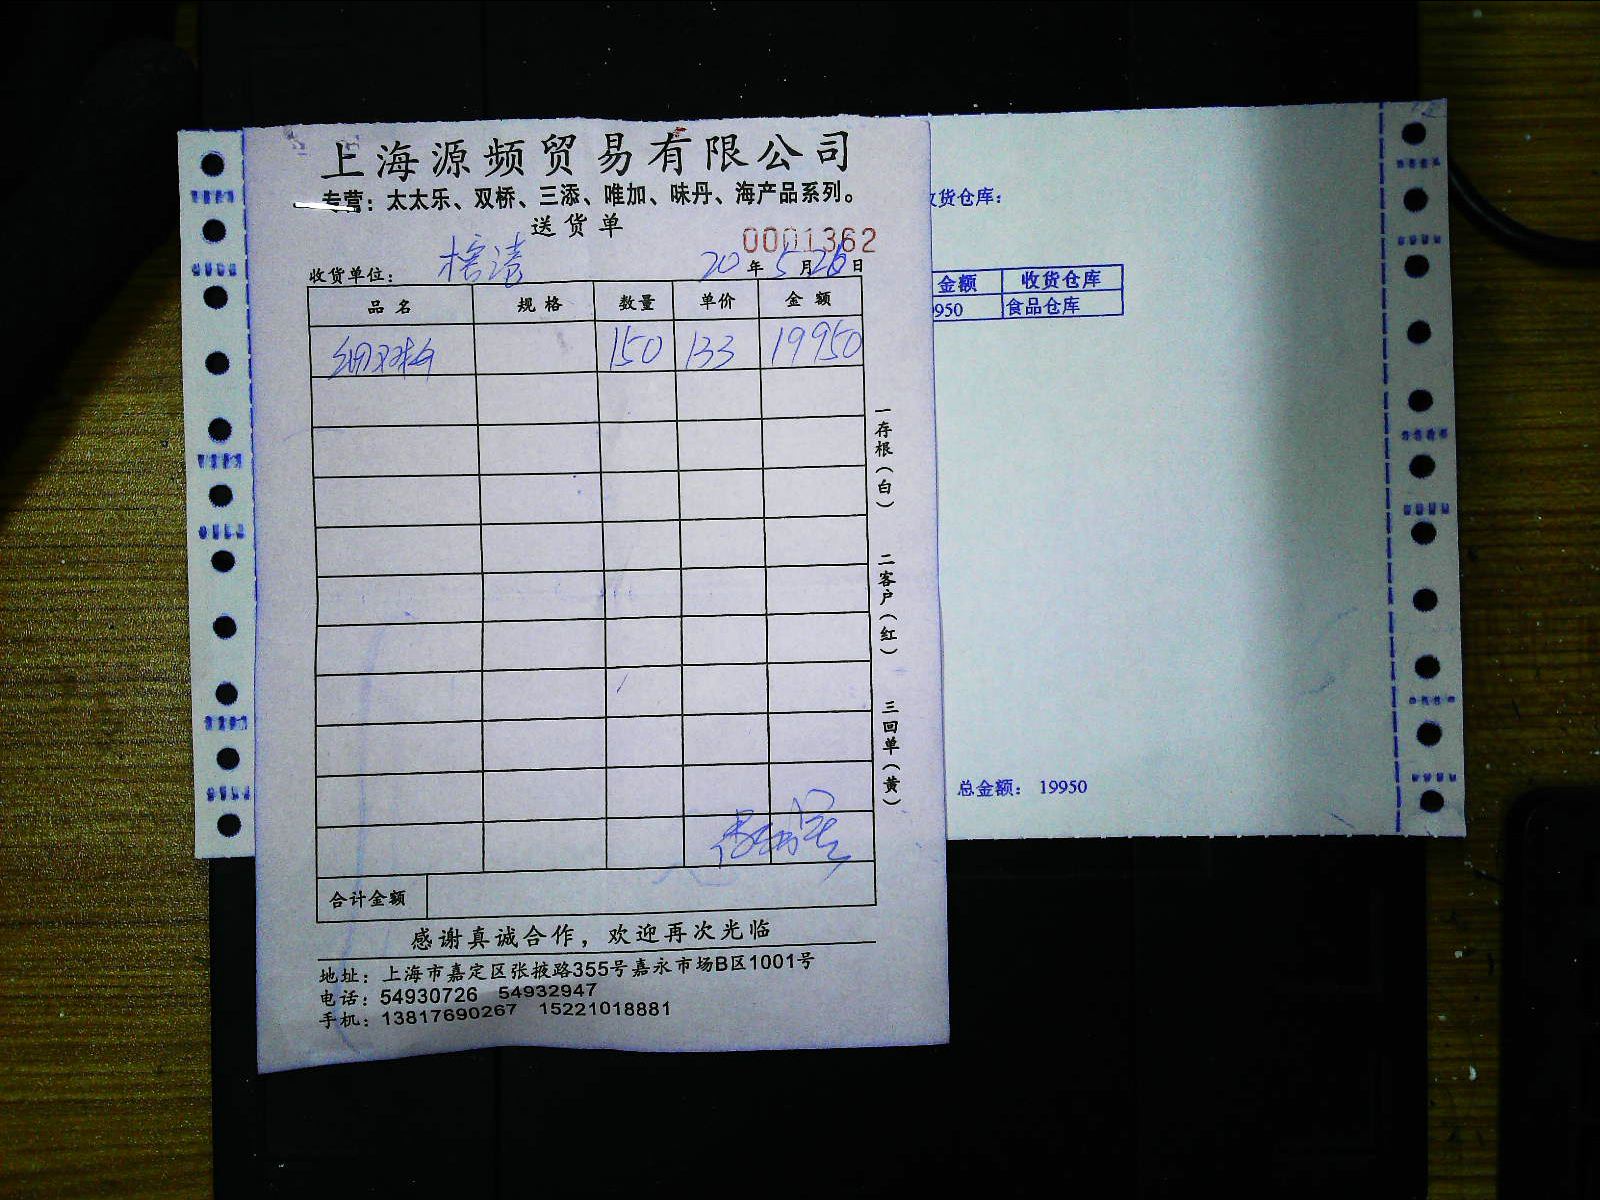 上海源频贸易有限公司
专营：太太乐、双桥、三添、唯加、味丹、海产品系列。
送货单
0001362
收货单位：
20年5月26日
品名 规格 数量 单价 金额
150 133 19950
一存根（白）
二客户（红）
三回单（黄）
合计金额
感谢真诚合作，欢迎再次光临
地址：上海市嘉定区张掖路355号嘉永市场B区1001号
电话：54930726 54932947
手机：13817690267 15221018881
货仓库：
金额 收货仓库
950 食品仓库
总金额： 19950